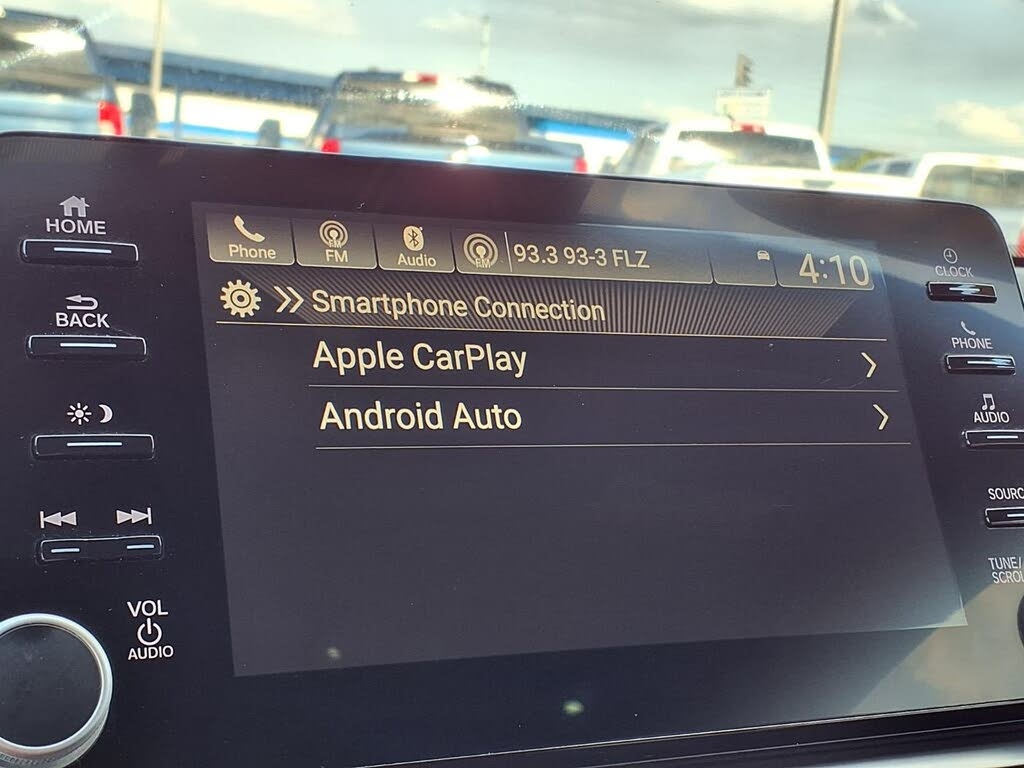 HOME
BACK
VOL
AUDIO
Phone
FM
FM
Audio
FM
93.3 93-3 FLZ
4:10
Smartphone Connection
Apple CarPlay
Android Auto
CLOCK
PHONE
AUDIO
SOURC
TUNE/
SCROL